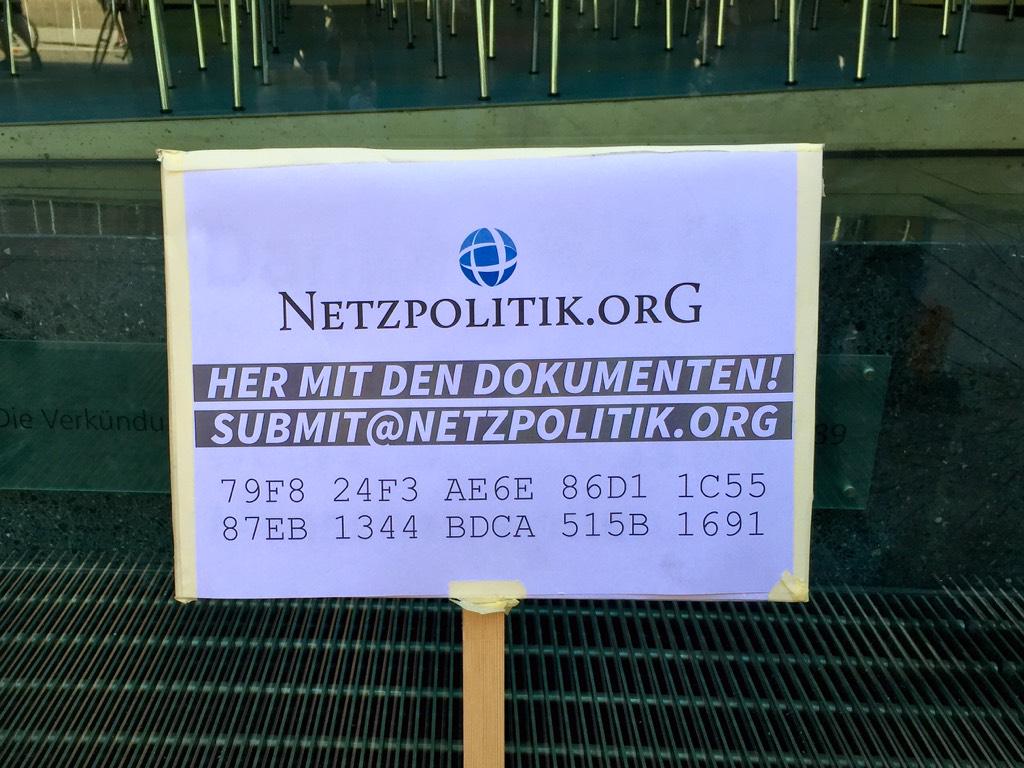 NETZPOLITIK.ORG
HER MIT DEN DOKUMENTEN!
SUBMIT@NETZPOLITIK.ORG
79F8 24F3 AE6E 86D1 1C55
87EB 1344 BDCA 515B 1691
Die Verkündu
89